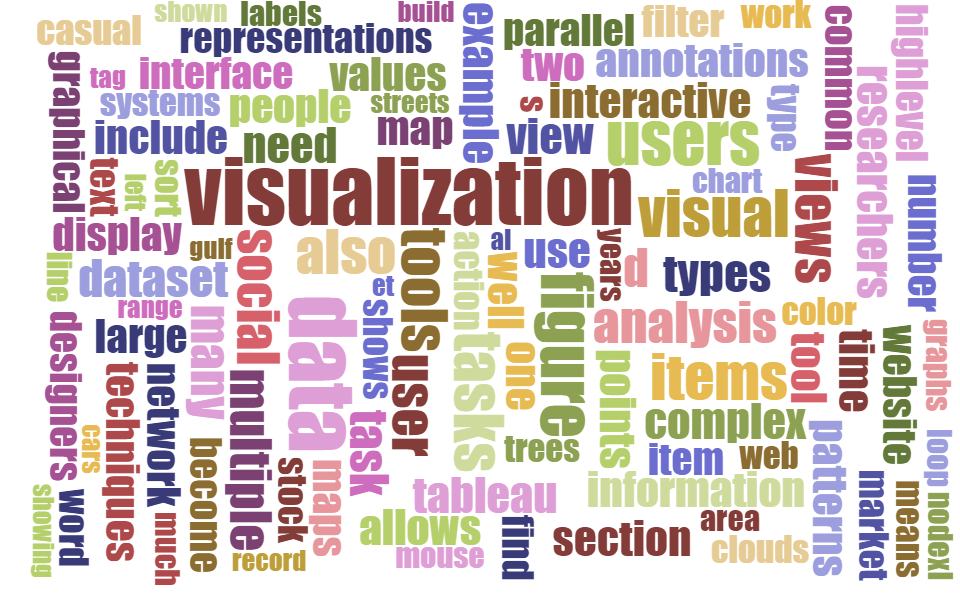 shown
labels
build
casual
representations
example
parallel
filter
work
common
highlevel
graphical
tag
interface
values
two
annotations
researchers
systems
people
streets
s
interactive
type
include
need
map
view
users
text
left
sort
visualization
chart
views
number
visual
display
gulf
social
also
tools
action
al
use
years
d
types
line
dataset
et
well
figure
range
many
data
shows
analysis
color
designers
large
user
tasks
one
points
items
tool
time
website
graphs
techniques
network
multiple
task
complex
cars
trees
item
web
patterns
loop
become
stock
maps
tableau
information
market
means
nodexl
showing
word
much
allows
find
section
area
record
mouse
clouds